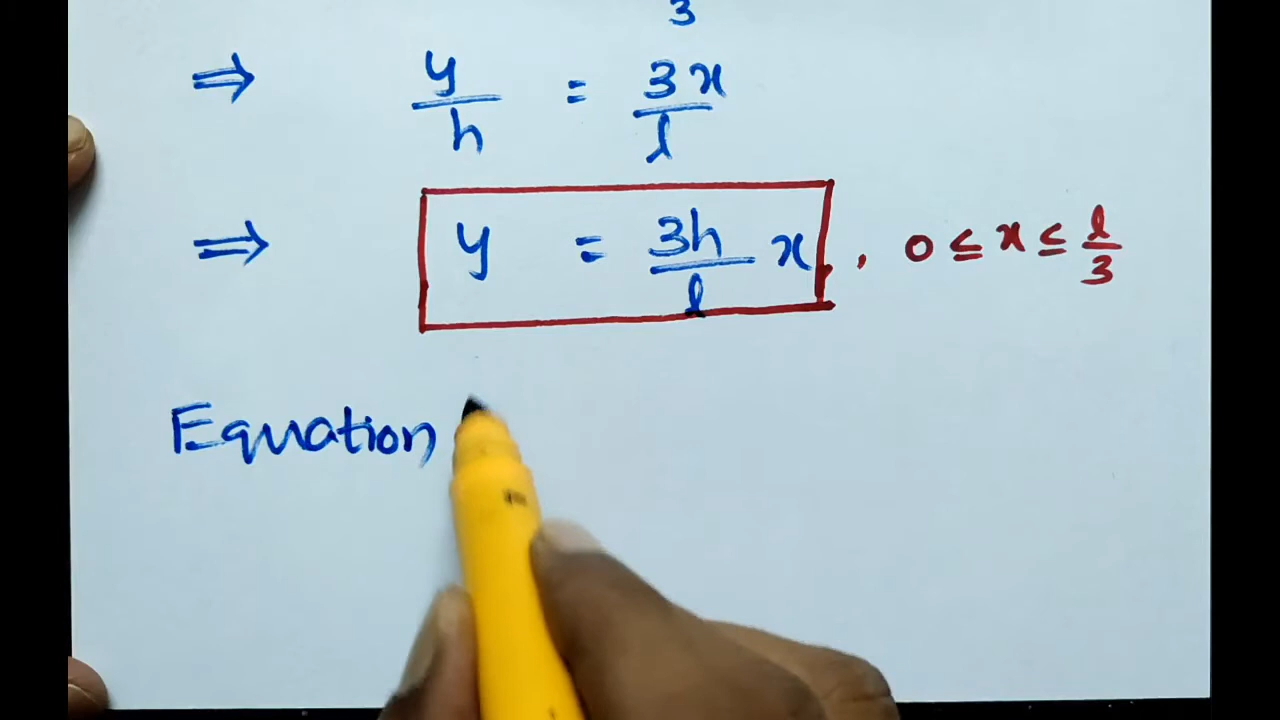 3
⇒ y/h = 3x/l
⇒ y = 3h/l x , 0 ≤ x ≤ l/3
Equation